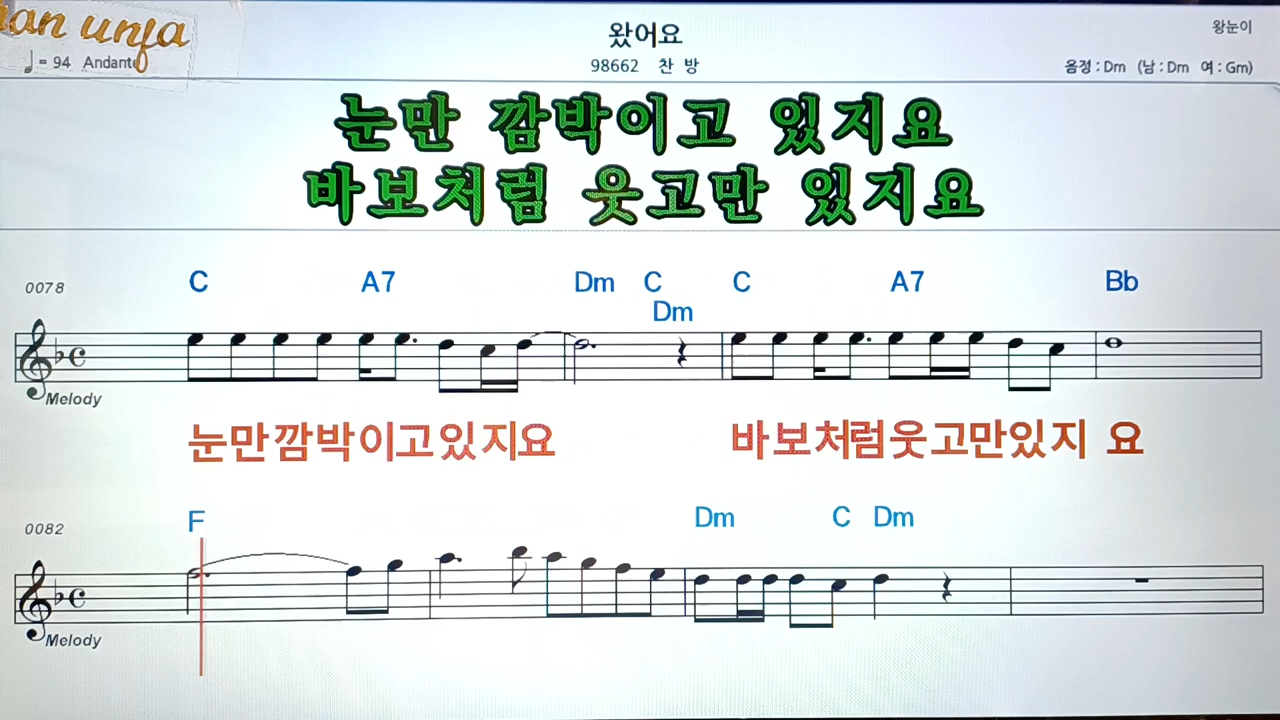 왔어요
왕눈이
♩= 94 Andante
98662 찬 방
음정 : Dm (남 : Dm 여 : Gm)
눈만 깜박이고 있지요
바보처럼 웃고만 있지요
0078
C A7 Dm C C A7 Bb
Dm
Melody
눈만깜박이고있지요 바보처럼웃고만있지 요
0082
F Dm C Dm
Melody